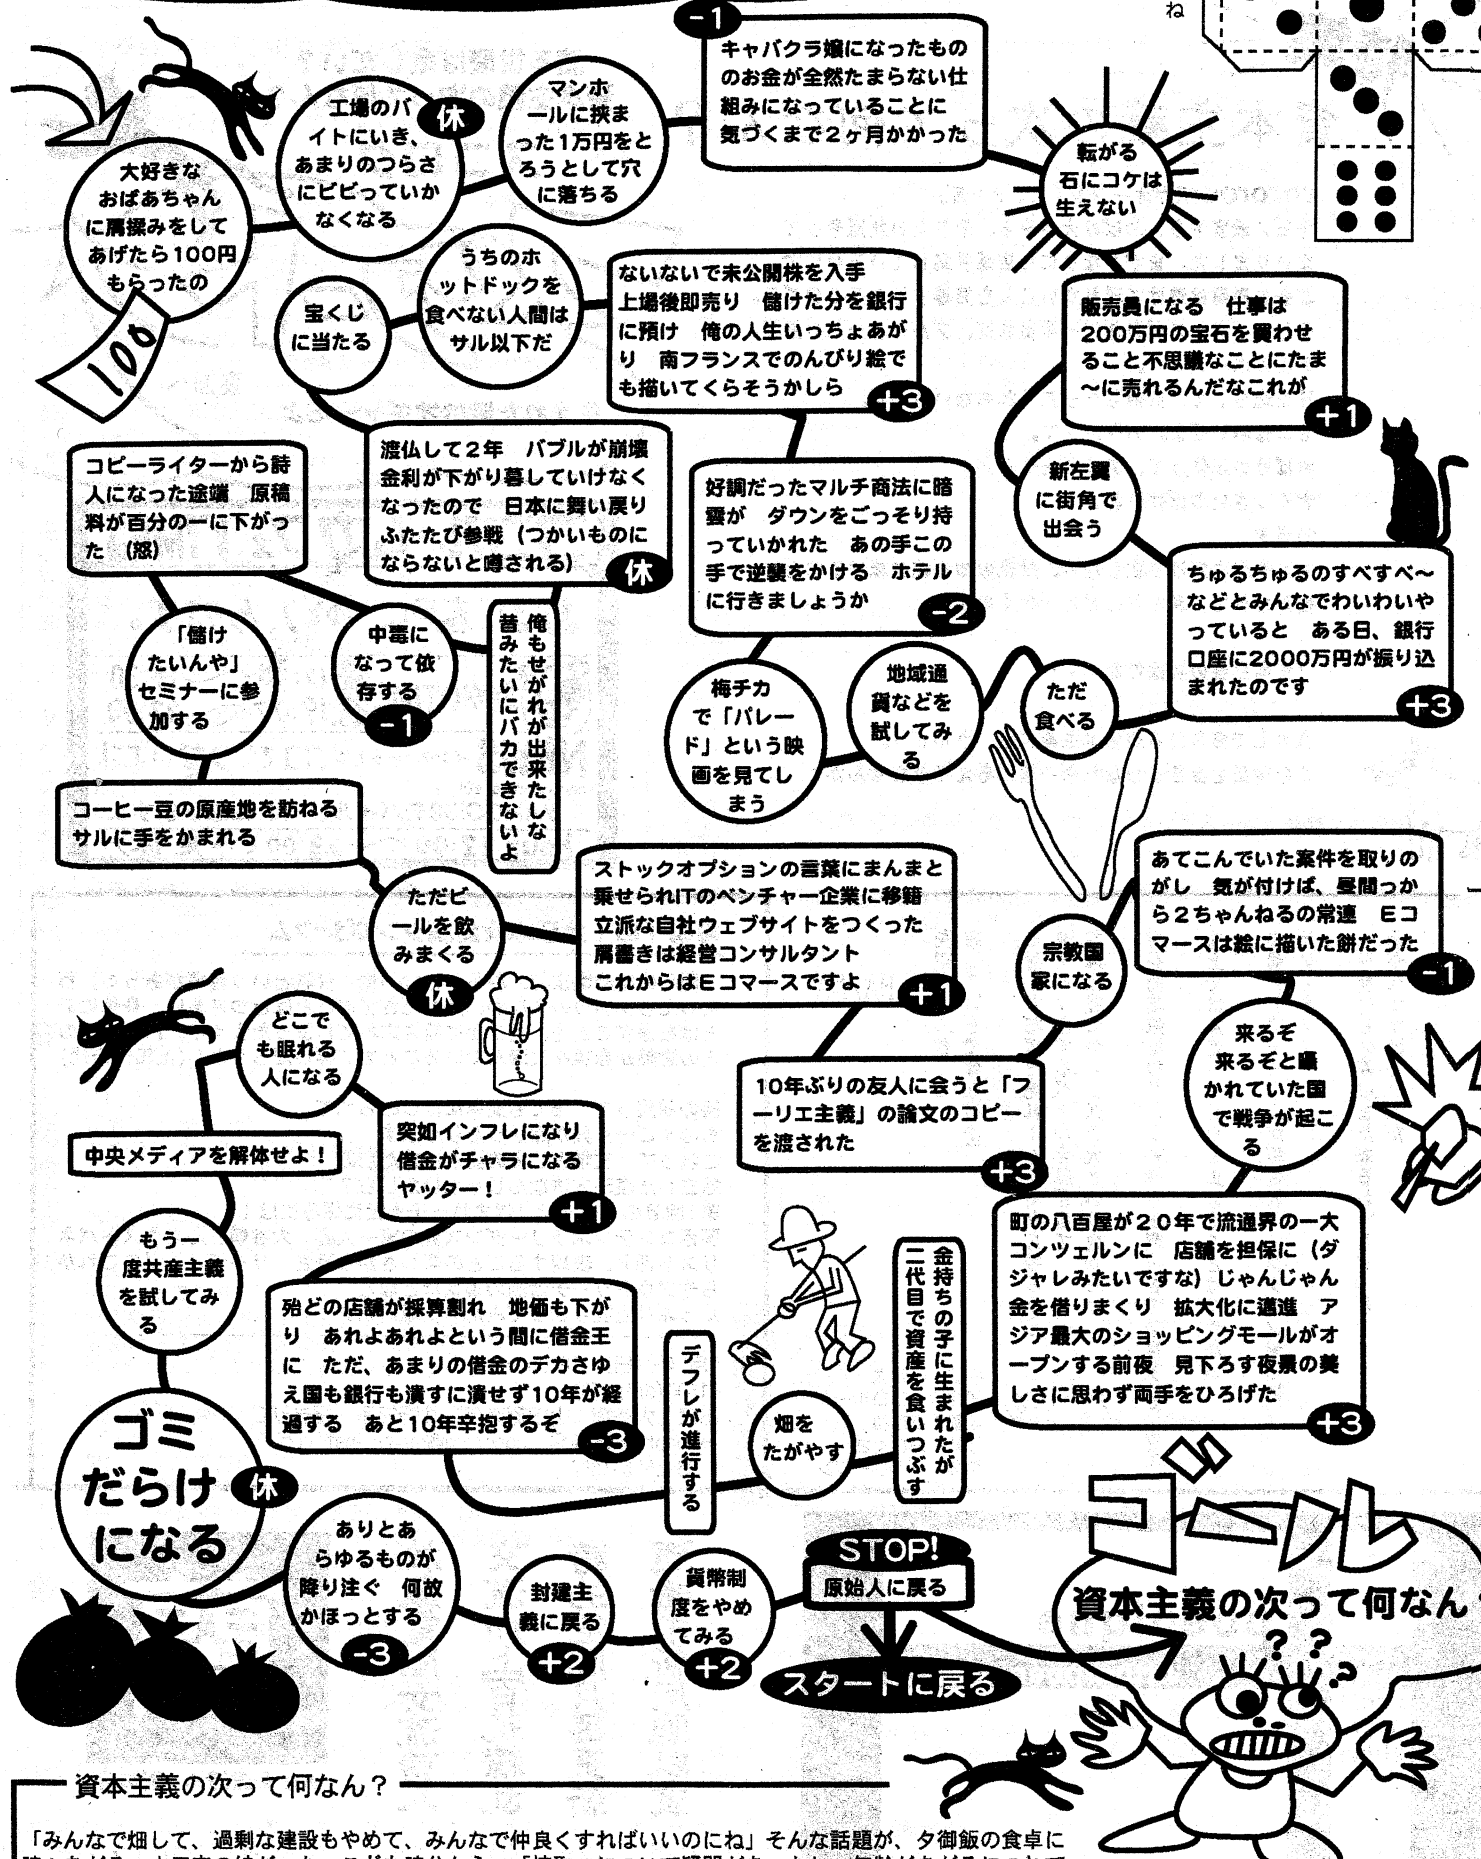 ね
-1
キャバクラ嬢になったもの
のお金が全然たまらない仕
組みになっていることに
気づくまで２ヶ月かかった
マンホ
ールに挟ま
った1万円をと
ろうとして穴
に落ちる
工場のバ
イトにいき、
あまりのつらさ
にビビっていか
なくなる
休
大好きな
おばあちゃん
に肩揉みをして
あげたら100円
もらったの
100
転がる
石にコケは
生えない
販売員になる　仕事は
200万円の宝石を買わせ
ること不思議なことにたま
〜に売れるんだなこれが
+1
新左翼
に街角で
出会う
ちゅるちゅるのすべすべ〜
などとみんなでわいわいや
っていると　ある日、銀行
口座に2000万円が振り込
まれたのです
+3
ただ
食べる
地域通
貨などを
試してみ
る
梅チカ
で「パレー
ド」という映
画を見てし
まう
好調だったマルチ商法に暗
雲が　ダウンをごっそり持
っていかれた　あの手この
手で逆襲をかける　ホテル
に行きましょうか
-2
ないないで未公開株を入手
上場後即売り　儲けた分を銀行
に預け　俺の人生いっちょあが
り　南フランスでのんびり絵で
も描いてくらそうかしら
+3
うちのホ
ットドックを
食べない人間は
サル以下だ
宝くじ
に当たる
渡仏して２年　バブルが崩壊
金利が下がり暮していけなく
なったので　日本に舞い戻り
ふたたび参戦（つかいものに
ならないと噂される）
休
俺もせがれが出来たしな
昔みたいにバカできないよ
中毒に
なって依
存する
-1
コピーライターから詩
人になった途端　原稿
料が百分の一に下がっ
た（怒）
「儲け
たいんや」
セミナーに参
加する
コーヒー豆の原産地を訪ねる
サルに手をかまれる
ただビ
ールを飲
みまくる
休
ストックオプションの言葉にまんまと
乗せられITのベンチャー企業に移籍
立派な自社ウェブサイトをつくった
肩書きは経営コンサルタント
これからはＥコマースですよ
+1
10年ぶりの友人に会うと「フ
ーリエ主義」の論文のコピー
を渡された
+3
宗教国
家になる
あてこんでいた案件を取りの
がし　気が付けば、昼間っか
ら２ちゃんねるの常連　Ｅコ
マースは絵に描いた餅だった
-1
来るぞ
来るぞと囁
かれていた国
で戦争が起こ
る
町の八百屋が２０年で流通界の一大
コンツェルンに　店舗を担保に（ダ
ジャレみたいですな）じゃんじゃん
金を借りまくり　拡大化に邁進　ア
ジア最大のショッピングモールがオ
ープンする前夜　見下ろす夜景の美
しさに思わず両手をひろげた
+3
金持ちの子に生まれたが
二代目で資産を食いつぶす
畑を
たがやす
デフレが進行する
殆どの店舗が採算割れ　地価も下が
り　あれよあれよという間に借金王
に　ただ、あまりの借金のデカさゆ
え国も銀行も潰すに潰せず10年が経
過する　あと10年辛抱するぞ
-3
突如インフレになり
借金がチャラになる
ヤッター！
+1
どこで
も眠れる
人になる
中央メディアを解体せよ！
もう一
度共産主義
を試してみ
る
ゴミ
だらけ
になる
休
ありとあ
らゆるものが
降り注ぐ　何故
かほっとする
-3
封建主
義に戻る
+2
貨幣制
度をやめ
てみる
+2
STOP!
原始人に戻る
スタートに戻る
ゴール
資本主義の次って何なん
? ? ?
資本主義の次って何なん？
「みんなで畑して、過剰な建設もやめて、みんなで仲良くすればいいのにね」そんな話題が、夕御飯の食卓に